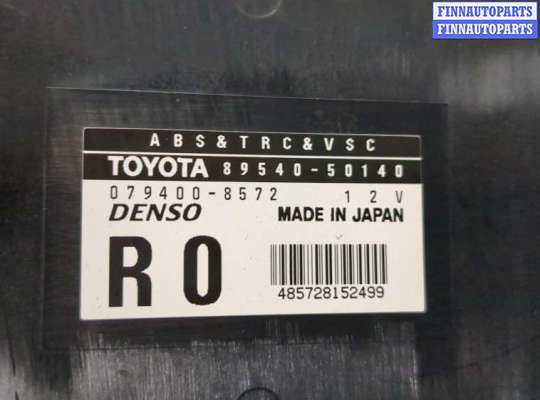 FINNAUTOPARTS
FINNAUTOPARTS
ABS&TRC&VSC
TOYOTA 89540-50140
079400-8572 12V
DENSO MADE IN JAPAN
R0
485728152499